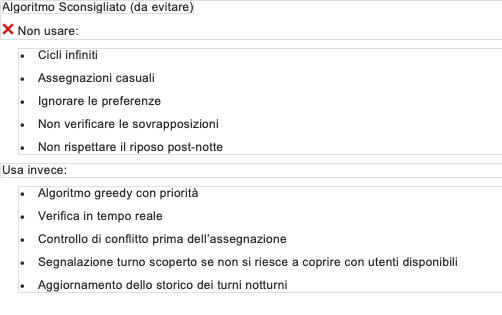 Algoritmo Sconsigliato (da evitare)
❌ Non usare:
• Cicli infiniti
• Assegnazioni casuali
• Ignorare le preferenze
• Non verificare le sovrapposizioni
• Non rispettare il riposo post-notte
Usa invece:
• Algoritmo greedy con priorità
• Verifica in tempo reale
• Controllo di conflitto prima dell'assegnazione
• Segnalazione turno scoperto se non si riesce a coprire con utenti disponibili
• Aggiornamento dello storico dei turni notturni